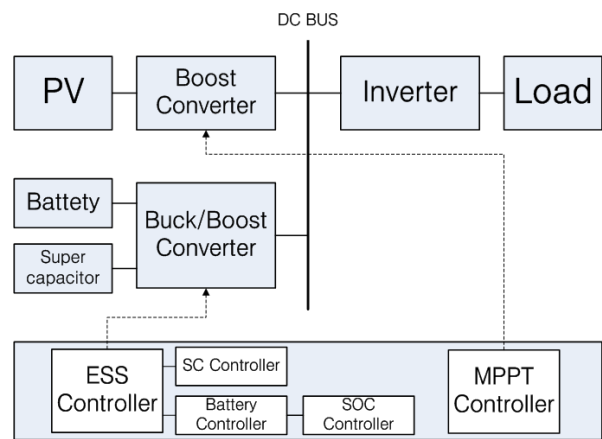 DC BUS
PV
Boost
Converter
Inverter
Load
Battety
Buck/Boost
Converter
Super
capacitor
ESS
Controller
SC Controller
Battery
Controller
SOC
Controller
MPPT
Controller